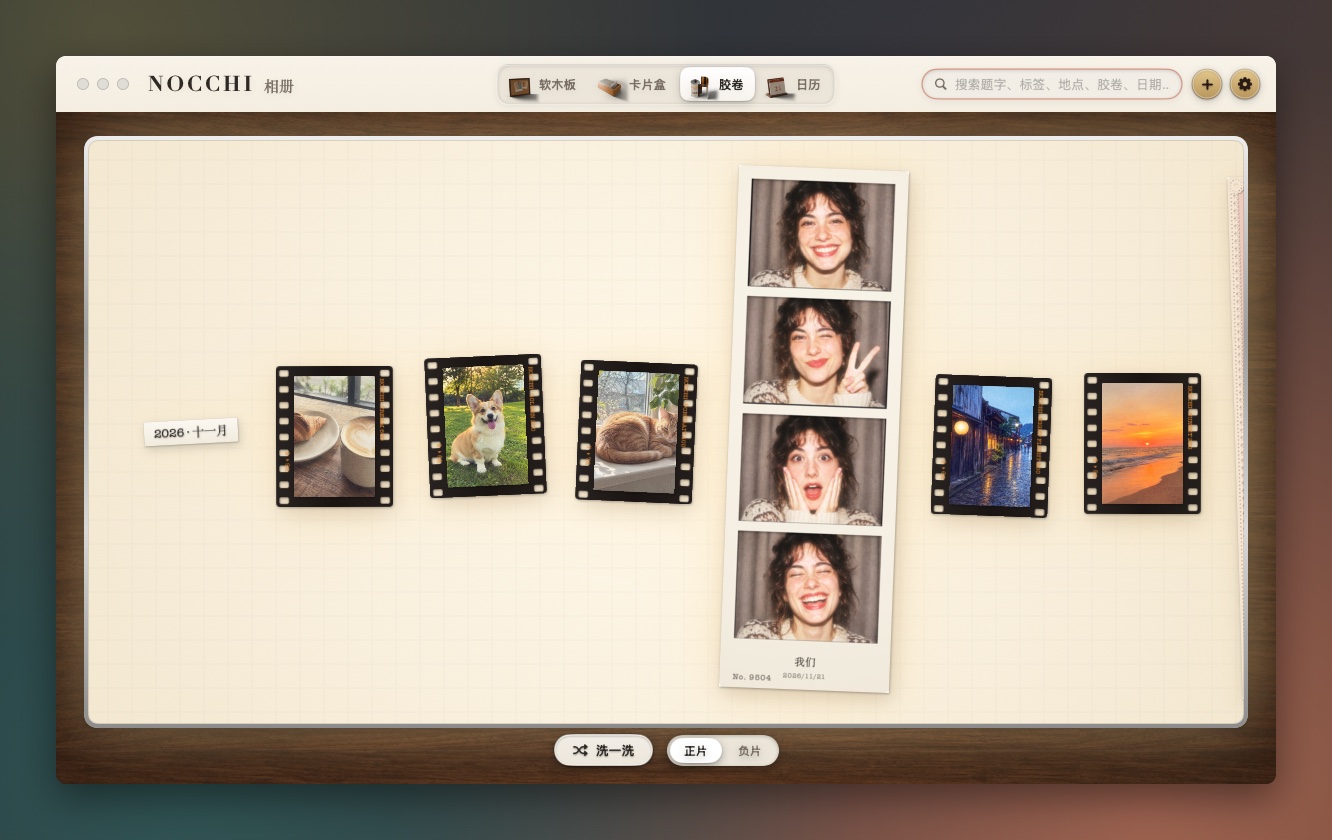 NOCCHI 相册
软木板
卡片盒
胶卷
日历
搜索题字、标签、地点、胶卷、日期..
2026·十一月
我们
No. 9804 2026/11/21
洗一洗
正片
负片